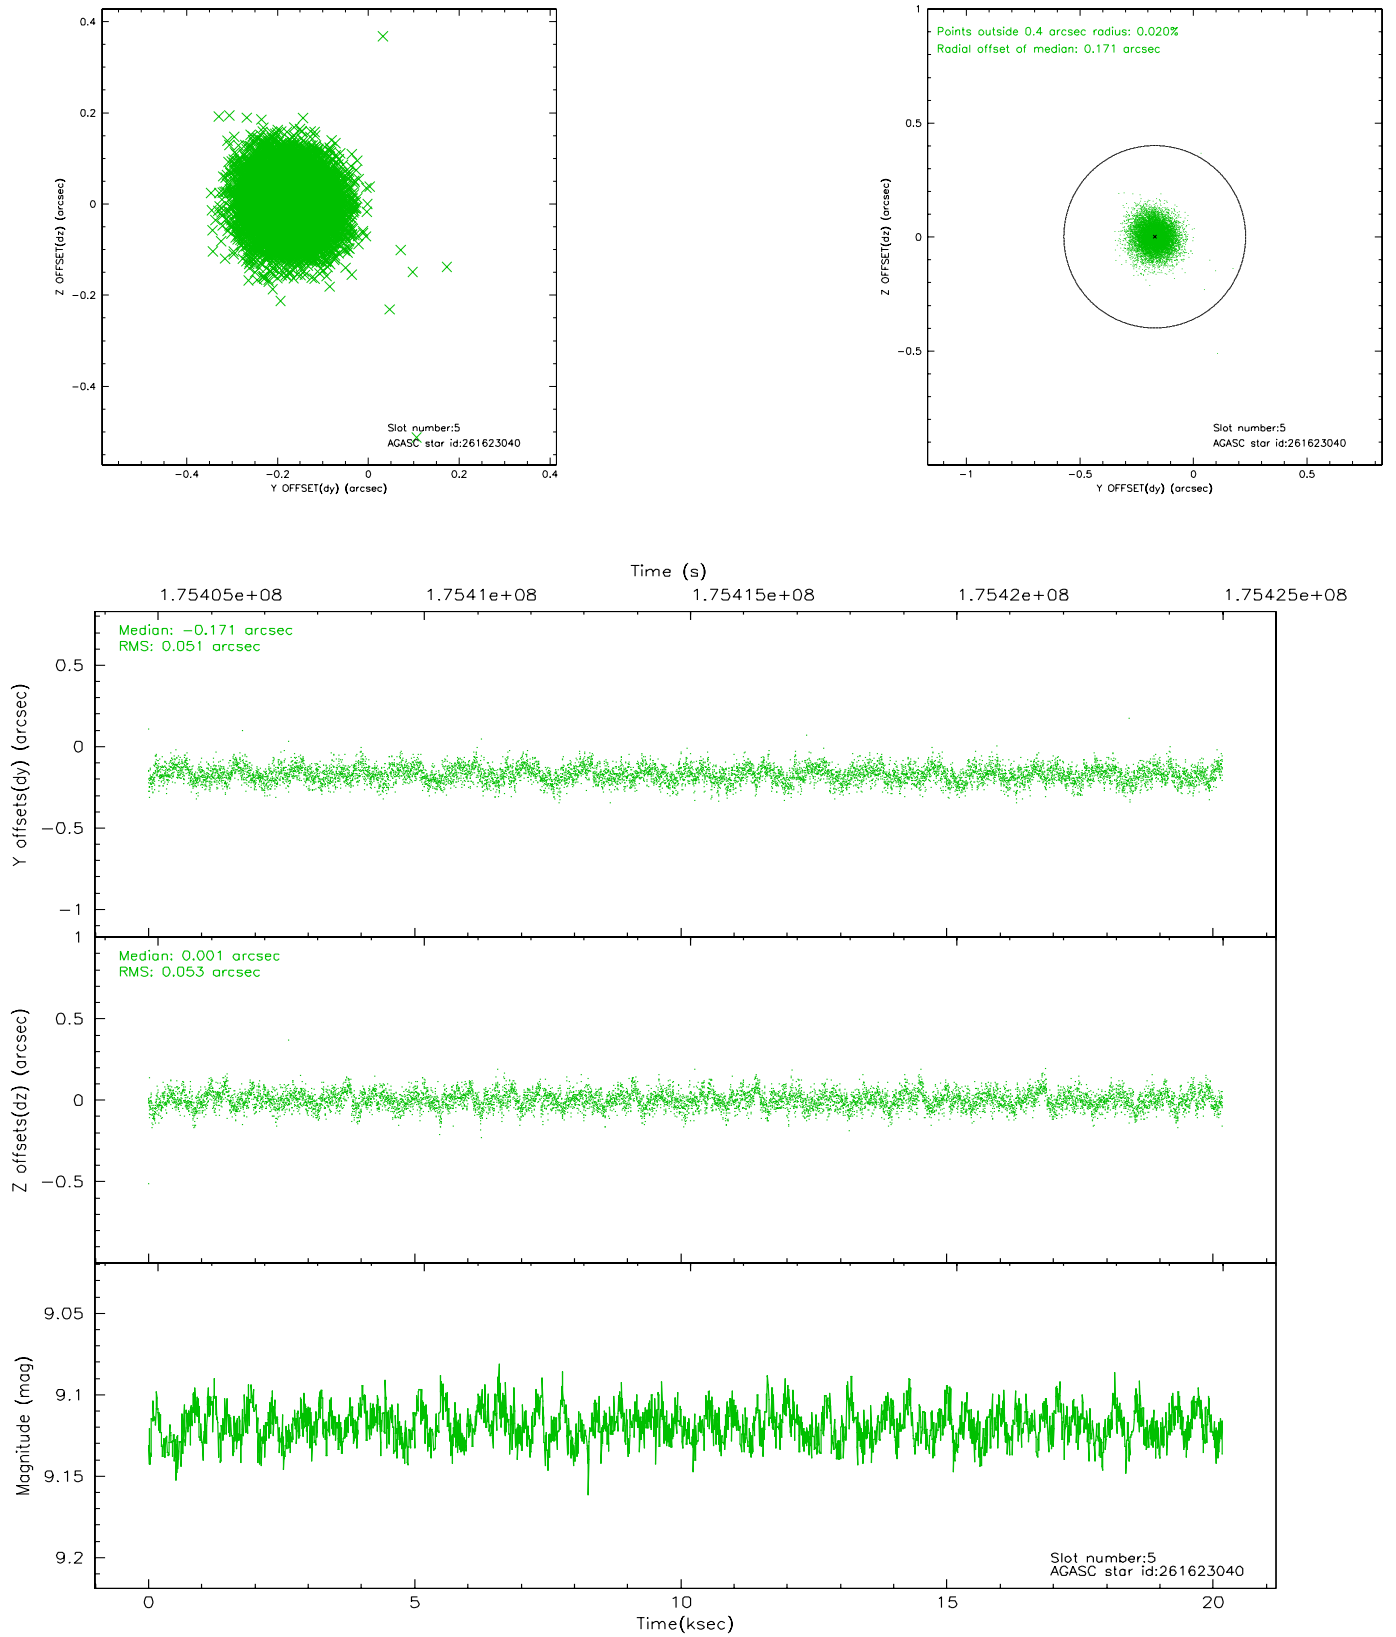 0.4
0.2
0
-0.2
-0.4
Z OFFSET(dz) (arcsec)
Slot number:5
AGASC star id:261623040
-0.4 -0.2 0 0.2 0.4
Y OFFSET(dy) (arcsec)
1
0.5
0
-0.5
Z OFFSET(dz) (arcsec)
Points outside 0.4 arcsec radius: 0.020%
Radial offset of median: 0.171 arcsec
Slot number:5
AGASC star id:261623040
-1 -0.5 0 0.5
Y OFFSET(dy) (arcsec)
Time (s)
1.75405e+08 1.7541e+08 1.75415e+08 1.7542e+08 1.75425e+08
Median: -0.171 arcsec
RMS: 0.051 arcsec
0.5
0
-0.5
-1
Y offsets(dy) (arcsec)
Median: 0.001 arcsec
RMS: 0.053 arcsec
1
0.5
0
-0.5
Z offsets(dz) (arcsec)
9.05
9.1
9.15
9.2
Magnitude (mag)
Slot number:5
AGASC star id:261623040
0 5 10 15 20
Time(ksec)